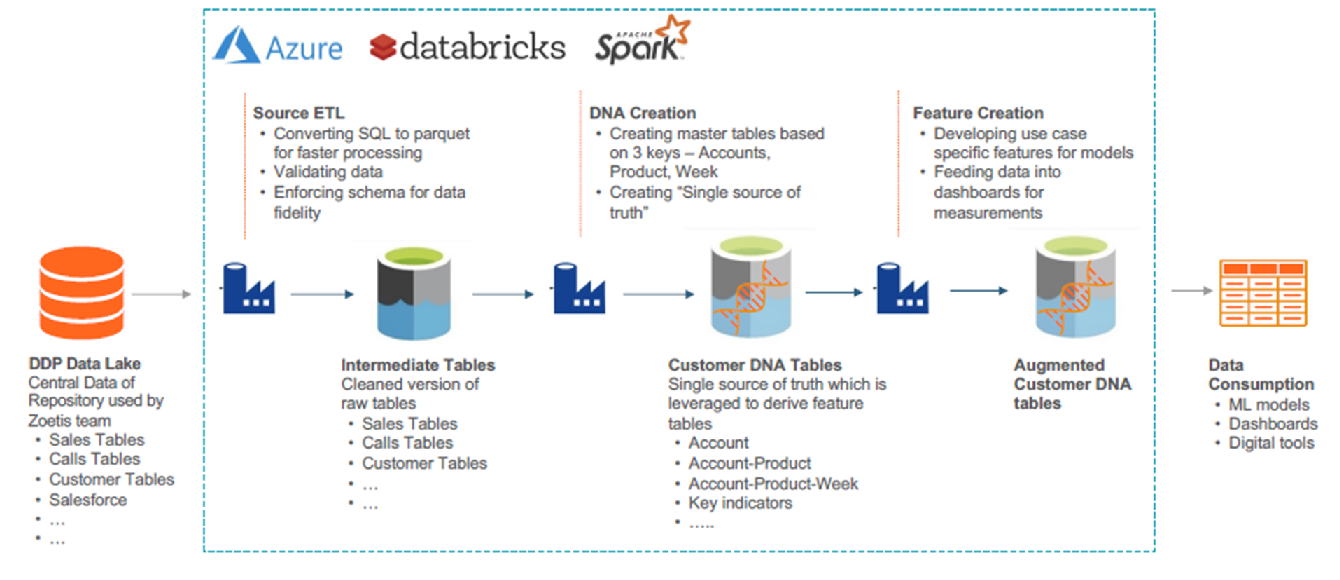 Azure
databricks
APACHE
Spark™
Source ETL
• Converting SQL to parquet
for faster processing
• Validating data
• Enforcing schema for data
fidelity
DNA Creation
• Creating master tables based
on 3 keys – Accounts,
Product, Week
• Creating “Single source of
truth”
Feature Creation
• Developing use case
specific features for models
• Feeding data into
dashboards for
measurements
DDP Data Lake
Central Data of
Repository used by
Zoetis team
• Sales Tables
• Calls Tables
• Customer Tables
• Salesforce
• …
• …
Intermediate Tables
Cleaned version of
raw tables
• Sales Tables
• Calls Tables
• Customer Tables
• …
• …
Customer DNA Tables
Single source of truth which is
leveraged to derive feature
tables
• Account
• Account-Product
• Account-Product-Week
• Key indicators
• …..
Augmented
Customer DNA
tables
Data
Consumption
• ML models
• Dashboards
• Digital tools